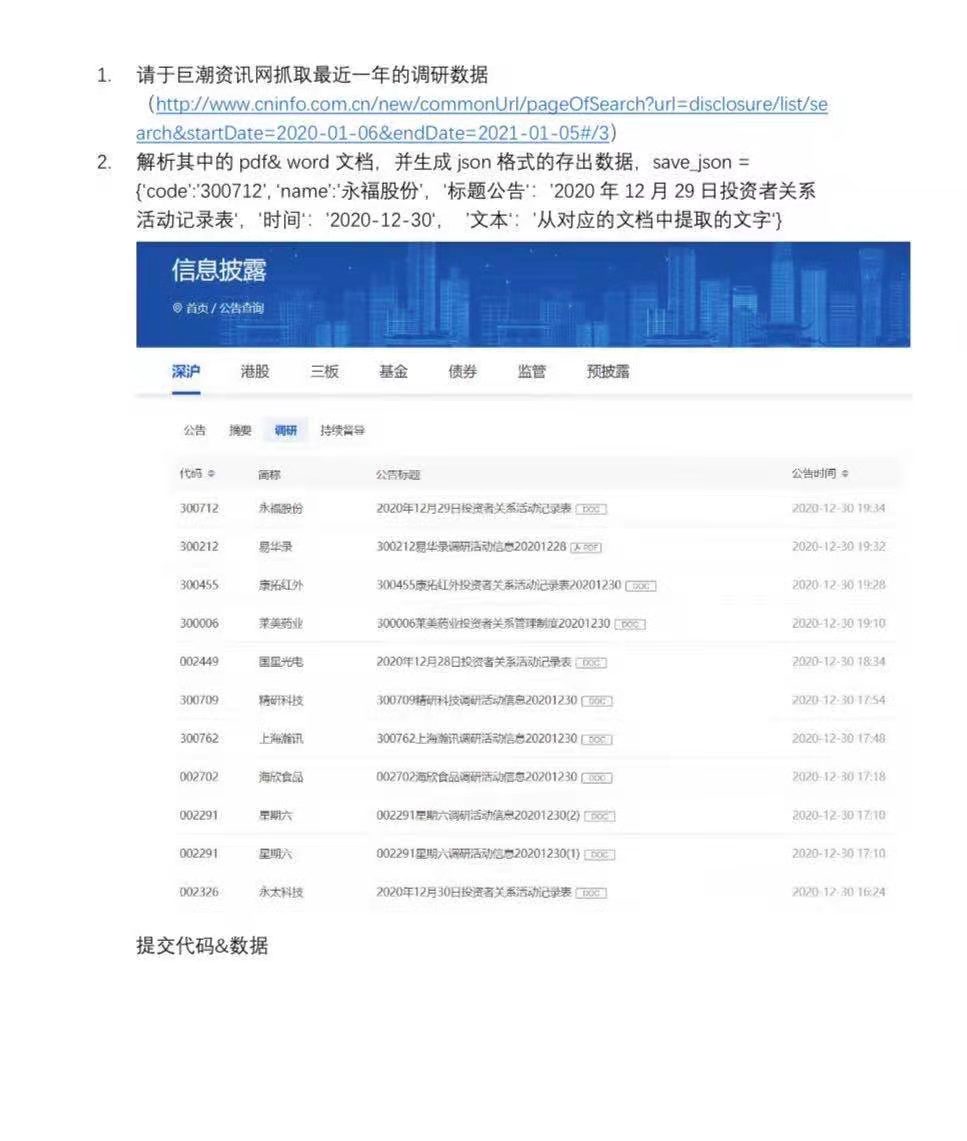 1. 请于巨潮资讯网抓取最近一年的调研数据
（http://www.cninfo.com.cn/new/commonUrl/pageOfSearch?url=disclosure/list/se
arch&startDate=2020-01-06&endDate=2021-01-05#/3）
2. 解析其中的 pdf& word 文档，并生成 json 格式的存出数据，save_json =
{'code':'300712', 'name':'永福股份'，'标题公告'：'2020 年 12 月 29 日投资者关系
活动记录表'，'时间'：'2020-12-30'， '文本'：'从对应的文档中提取的文字'}
信息披露
首页 / 公告查询
深沪 港股 三板 基金 债券 监管 预披露
公告 摘要 调研 持续督导
代码 简称 公告标题 公告时间
300712 永福股份 2020年12月29日投资者关系活动记录表 DOC 2020-12-30 19:34
300212 易华录 300212易华录调研活动信息20201228 PDF 2020-12-30 19:32
300455 康拓红外 300455康拓红外投资者关系活动记录表20201230 DOC 2020-12-30 19:28
300006 莱美药业 300006莱美药业投资者关系管理制度20201230 DOC 2020-12-30 19:10
002449 国星光电 2020年12月28日投资者关系活动记录表 DOC 2020-12-30 18:34
300709 精研科技 300709精研科技调研活动信息20201230 DOC 2020-12-30 17:54
300762 上海瀚讯 300762上海瀚讯调研活动信息20201230 DOC 2020-12-30 17:48
002702 海欣食品 002702海欣食品调研活动信息20201230 DOC 2020-12-30 17:18
002291 星期六 002291星期六调研活动信息20201230(2) DOC 2020-12-30 17:10
002291 星期六 002291星期六调研活动信息20201230(1) DOC 2020-12-30 17:10
002326 永太科技 2020年12月30日投资者关系活动记录表 DOC 2020-12-30 16:24
提交代码&数据